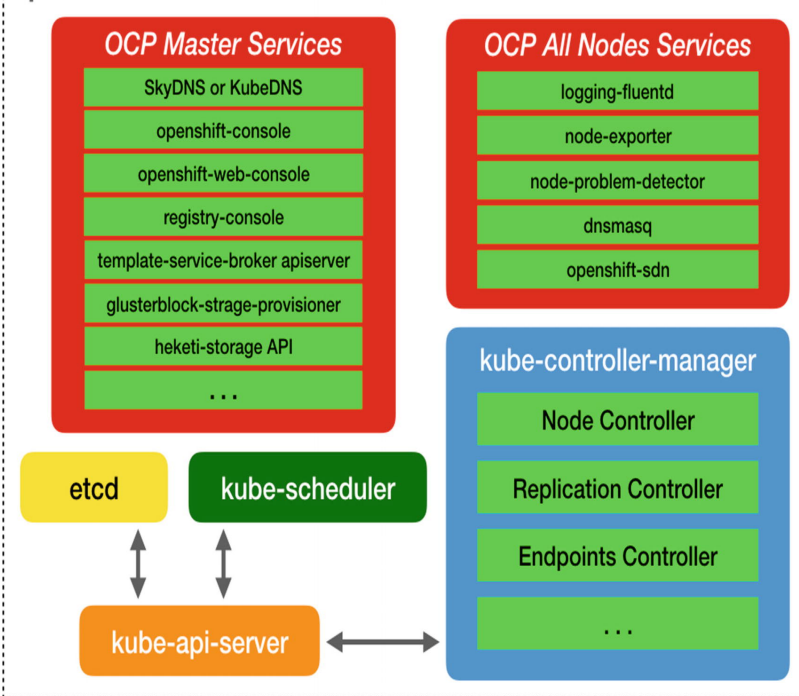 OCP Master Services
SkyDNS or KubeDNS
openshift-console
openshift-web-console
registry-console
template-service-broker apiserver
glusterblock-strage-provisioner
heketi-storage API
...
OCP All Nodes Services
logging-fluentd
node-exporter
node-problem-detector
dnsmasq
openshift-sdn
kube-controller-manager
Node Controller
Replication Controller
Endpoints Controller
...
etcd
kube-scheduler
kube-api-server